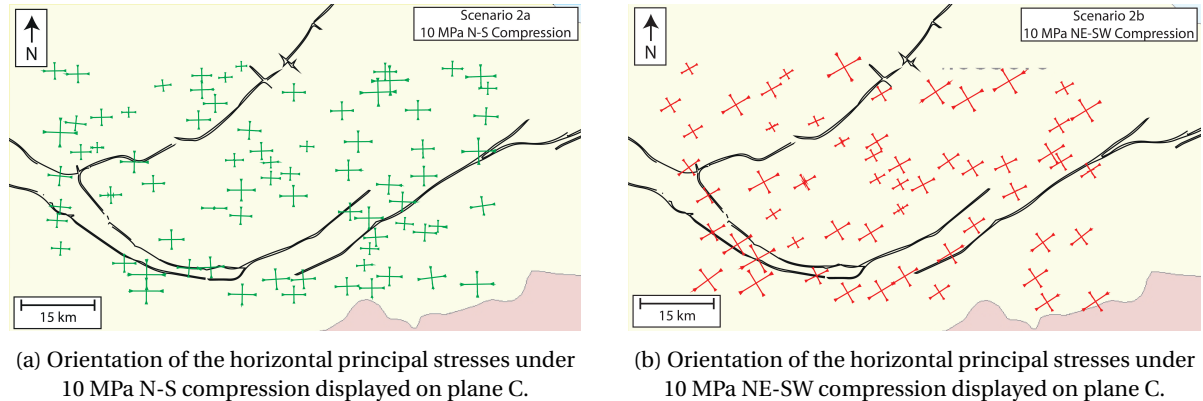 Scenario 2a
10 MPa N-S Compression
N
15 km
(a) Orientation of the horizontal principal stresses under
10 MPa N-S compression displayed on plane C.
Scenario 2b
10 MPa NE-SW Compression
N
15 km
(b) Orientation of the horizontal principal stresses under
10 MPa NE-SW compression displayed on plane C.